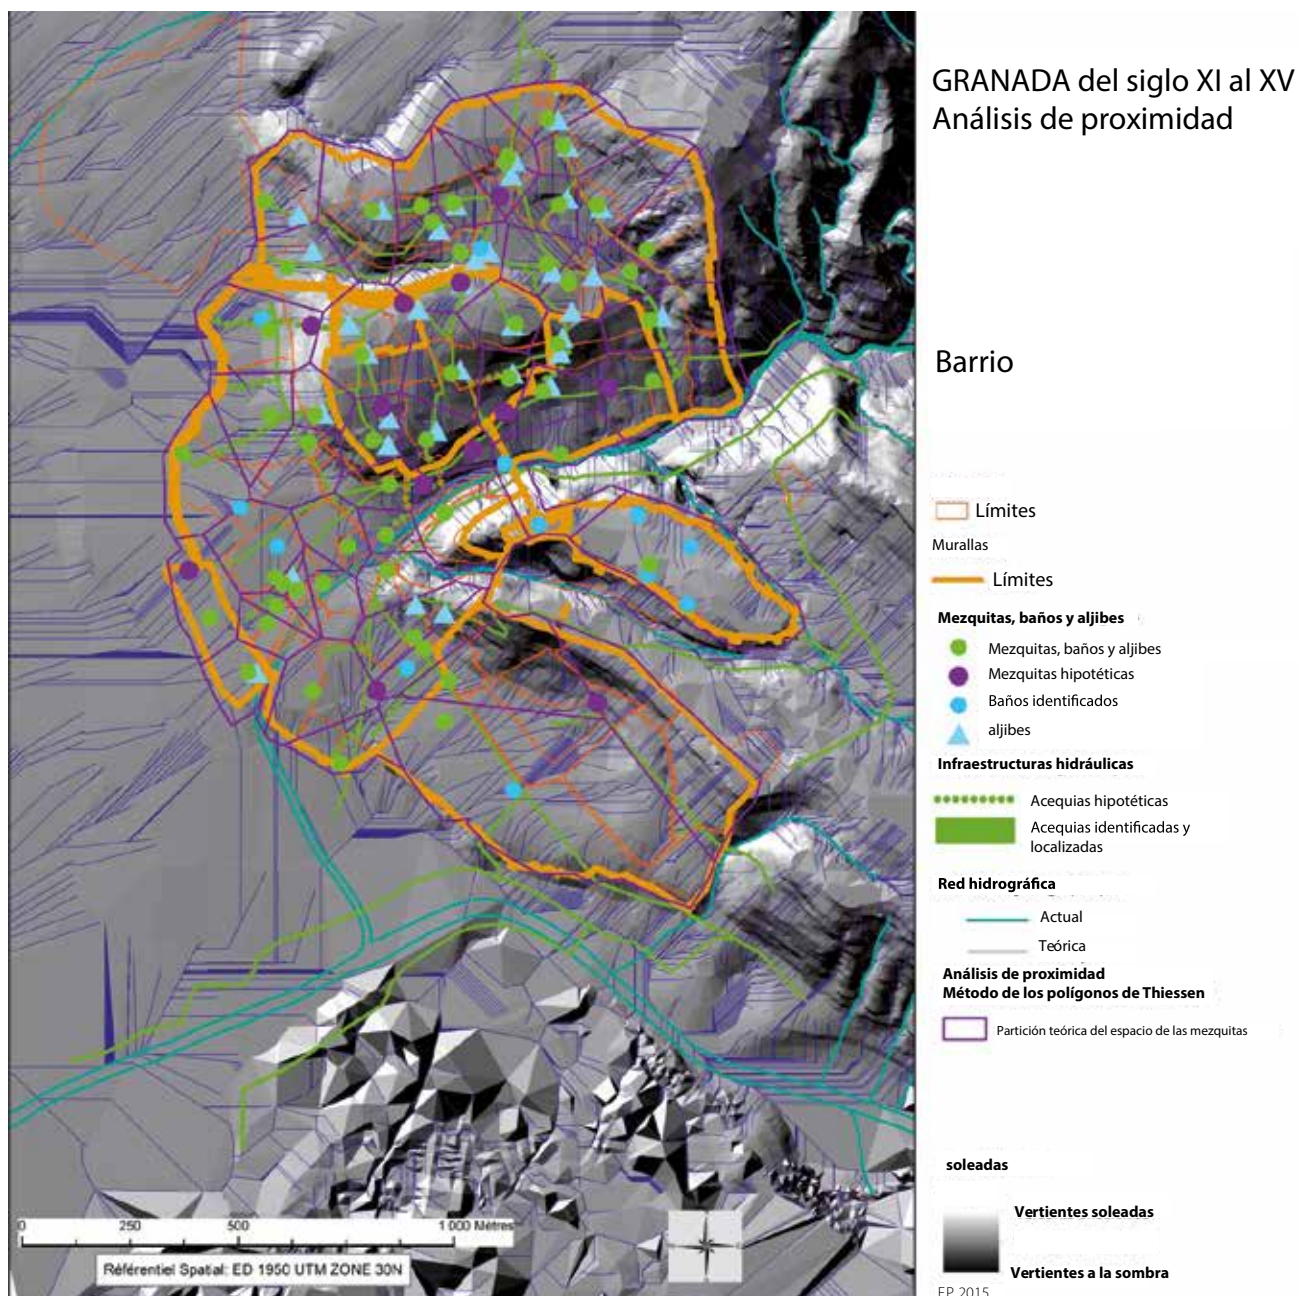 GRANADA del siglo XI al XV
Análisis de proximidad
Barrio
Límites
Murallas
Límites
Mezquitas, baños y aljibes
Mezquitas, baños y aljibes
Mezquitas hipotéticas
Baños identificados
aljibes
Infraestructuras hidráulicas
Acequias hipotéticas
Acequias identificadas y
localizadas
Red hidrográfica
Actual
Teórica
Análisis de proximidad
Método de los polígonos de Thiessen
Partición teórica del espacio de las mezquitas
soleadas
Vertientes soleadas
Vertientes a la sombra
EP 2015
0 250 500 1 000 Mètres
Référentiel Spatial: ED 1950 UTM ZONE 30N